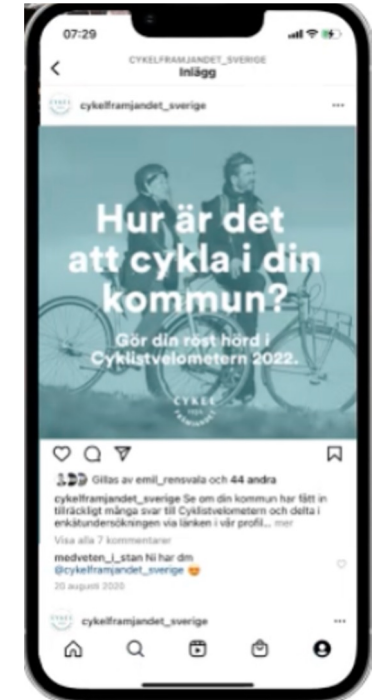 07:29
CYKELFRAMJANDET_SVERIGE
Inlägg
cykelframjandet_sverige
Hur är det
att cykla i din
kommun?
Gör din röst hörd i
Cyklistvelometern 2022.
CYKEL
FRÄMJANDET
Gillas av emil_rensvala och 44 andra
cykelframjandet_sverige Se om din kommun har fått in
tillräckligt många svar till Cyklistvelometern och delta i
enkätundersökningen via länken i vår profil... mer
Visa alla 7 kommentarer
medveten_i_stan Ni har dm
@cykelframjandet_sverige 😍
20 augusti 2020
cykelframjandet_sverige